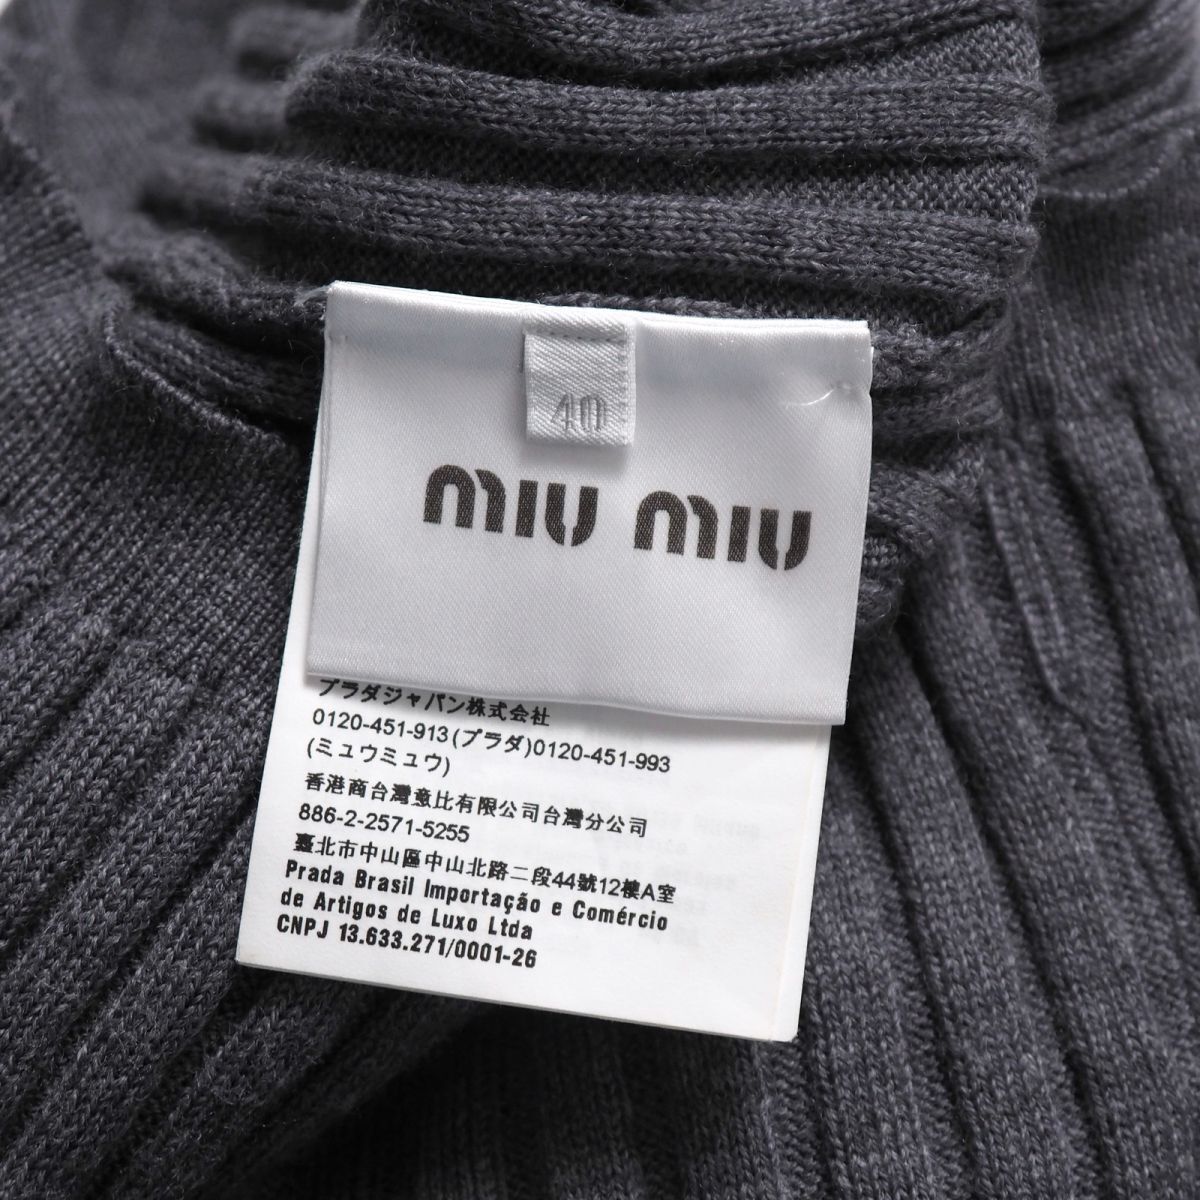 40
miu miu
プラダジャパン株式会社
0120-451-913(プラダ)0120-451-993
(ミュウミュウ)
香港商台灣意比有限公司台灣分公司
886-2-2571-5255
臺北市中山區中山北路二段44號12樓A室
Prada Brasil Importação e Comércio
de Artigos de Luxo Ltda
CNPJ 13.633.271/0001-26